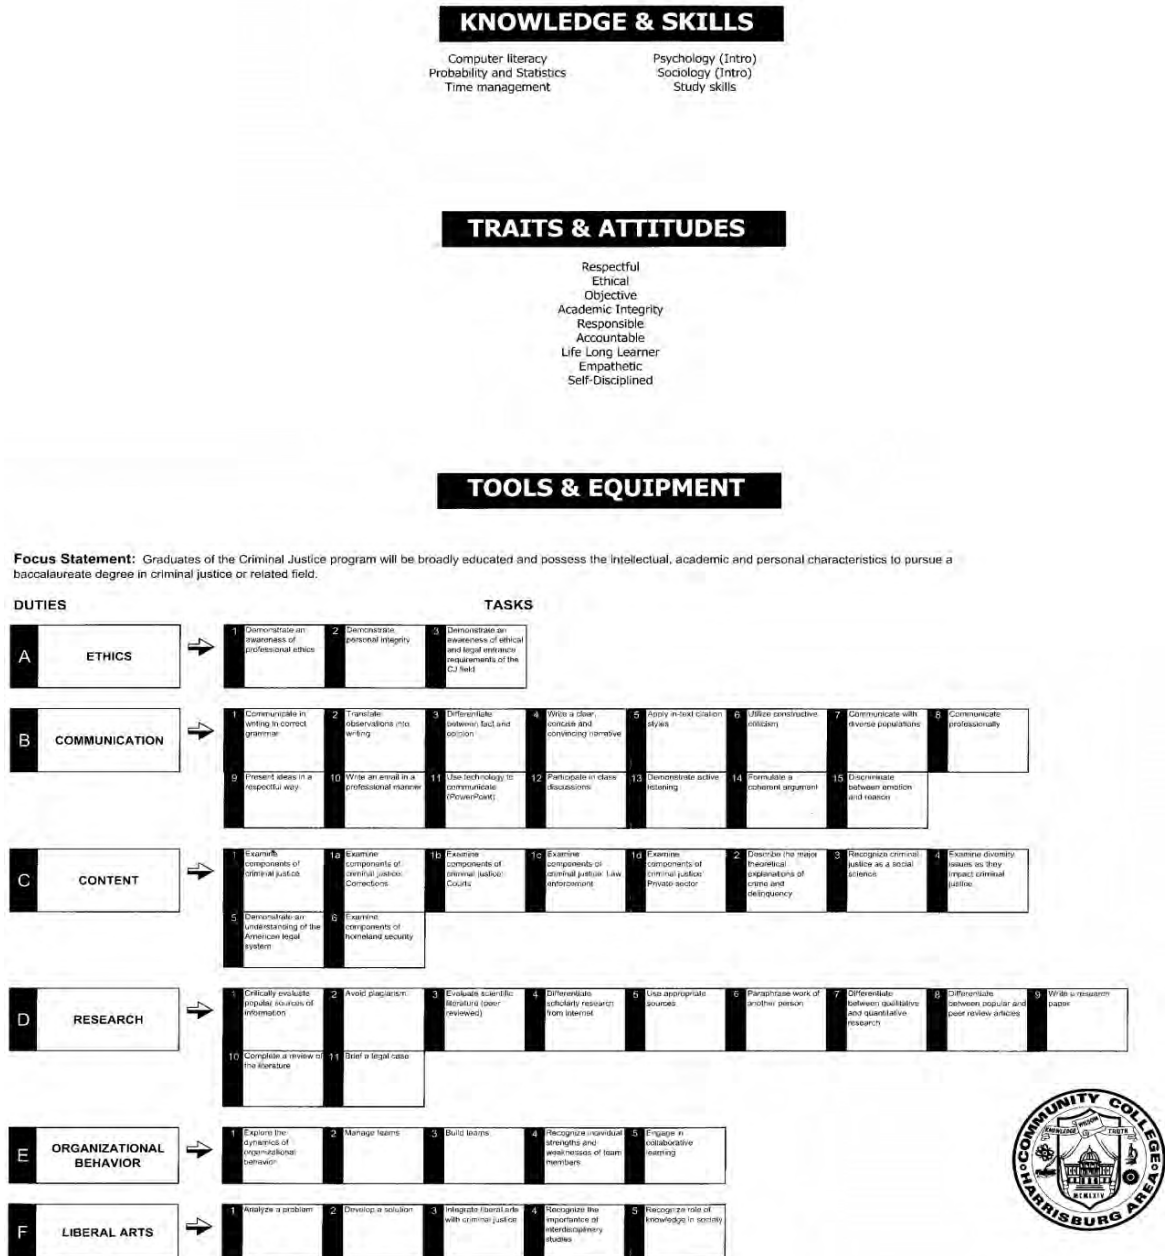 KNOWLEDGE & SKILLS
Computer literacy
Probability and Statistics
Time management
Psychology (Intro)
Sociology (Intro)
Study skills
TRAITS & ATTITUDES
Respectful
Ethical
Objective
Academic Integrity
Responsible
Accountable
Life Long Learner
Empathetic
Self-Disciplined
TOOLS & EQUIPMENT
Focus Statement: Graduates of the Criminal Justice program will be broadly educated and possess the intellectual, academic and personal characteristics to pursue a
baccalaureate degree in criminal justice or related field.
DUTIES
TASKS
A
ETHICS
1 Demonstrate an
awareness of
professional ethics
2 Demonstrate
personal integrity
3 Demonstrate an
awareness of ethical
and legal entrance
requirements of the
CJ field
B
COMMUNICATION
1 Communicate in
writing in correct
grammar
2 Translate
observations into
writing
3 Differentiate
between fact and
opinion
4 Write a clear,
concise and
convincing narrative
5 Apply in-text citation
styles
6 Utilize constructive
criticism
7 Communicate with
diverse populations
8 Communicate
professionally
9 Present ideas in a
respectful way
10 Write an email in a
professional manner
11 Use technology to
communicate
(PowerPoint)
12 Participate in class
discussions
13 Demonstrate active
listening
14 Formulate a
coherent argument
15 Discriminate
between emotion
and reason
C
CONTENT
1 Examine
components of
criminal justice
1a Examine
components of
criminal justice:
Corrections
1b Examine
components of
criminal justice:
Courts
1c Examine
components of
criminal justice: Law
enforcement
1d Examine
components of
criminal justice:
Private sector
2 Describe the major
theoretical
explanations of
crime and
delinquency
3 Recognize criminal
justice as a social
science
4 Examine diversity
issues as they
impact criminal
justice
5 Demonstrate an
understanding of the
American legal
system
6 Examine
components of
homeland security
D
RESEARCH
1 Critically evaluate
popular sources of
information
2 Avoid plagiarism
3 Evaluate scientific
literature (peer
reviewed)
4 Differentiate
scholarly research
from internet
5 Use appropriate
sources
6 Paraphrase work of
another person
7 Differentiate
between qualitative
and quantitative
research
8 Differentiate
between popular and
peer review articles
9 Write a research
paper
10 Complete a review of
the literature
11 Brief a legal case
E
ORGANIZATIONAL
BEHAVIOR
1 Explore the
dynamics of
organizational
behavior
2 Manage teams
3 Build teams
4 Recognize individual
strengths and
weaknesses of team
members
5 Engage in
collaborative
learning
F
LIBERAL ARTS
1 Analyze a problem
2 Develop a solution
3 Integrate liberal arts
with criminal justice
4 Recognize the
importance of
interdisciplinary
studies
5 Recognize role of
knowledge in society
COMMUNITY COLLEGE
HARRISBURG AREA
KNOWLEDGE WISDOM TRUTH
MCMLXIV